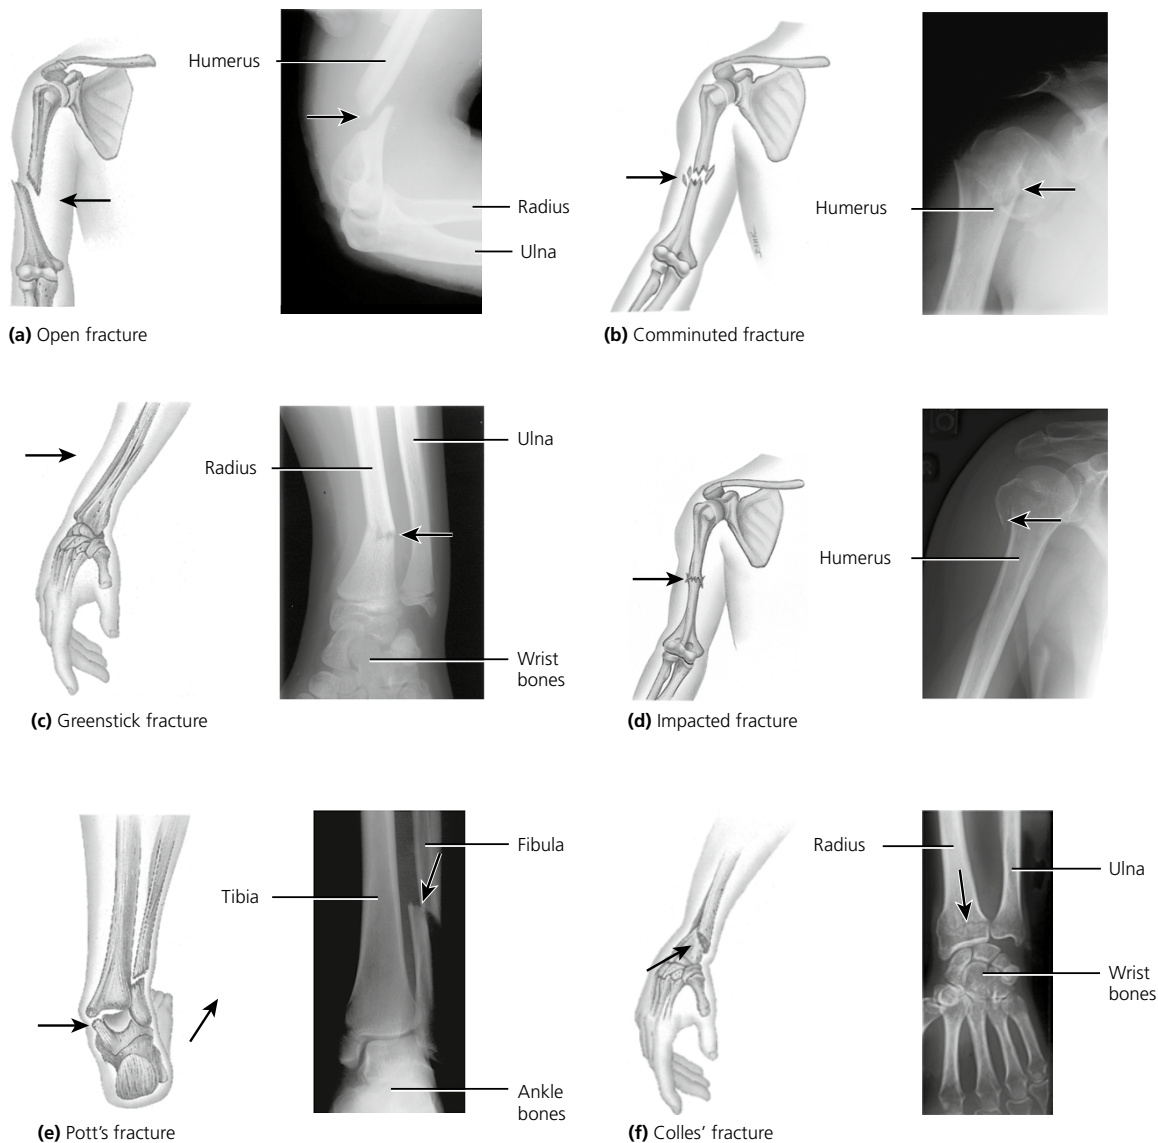 Humerus
Radius
Ulna
(a) Open fracture
Humerus
(b) Comminuted fracture
Ulna
Radius
Wrist
bones
(c) Greenstick fracture
Humerus
(d) Impacted fracture
Fibula
Tibia
Ankle
bones
(e) Pott's fracture
Radius
Ulna
Wrist
bones
(f) Colles' fracture